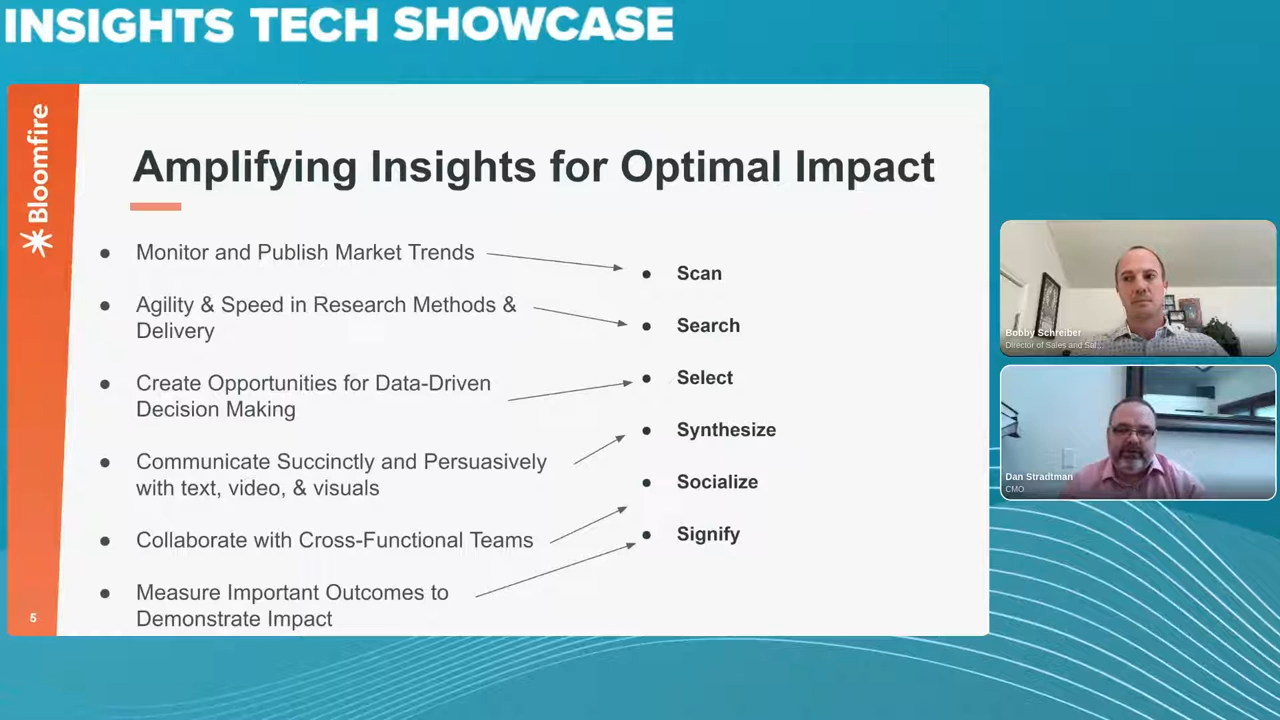 INSIGHTS TECH SHOWCASE
Bloomfire
Amplifying Insights for Optimal Impact
• Monitor and Publish Market Trends
• Agility & Speed in Research Methods &
Delivery
• Create Opportunities for Data-Driven
Decision Making
• Communicate Succinctly and Persuasively
with text, video, & visuals
• Collaborate with Cross-Functional Teams
• Measure Important Outcomes to
Demonstrate Impact
• Scan
• Search
• Select
• Synthesize
• Socialize
• Signify
5
Bobby Schreiber
Director of Sales and Sal...
Dan Stradtman
CMO